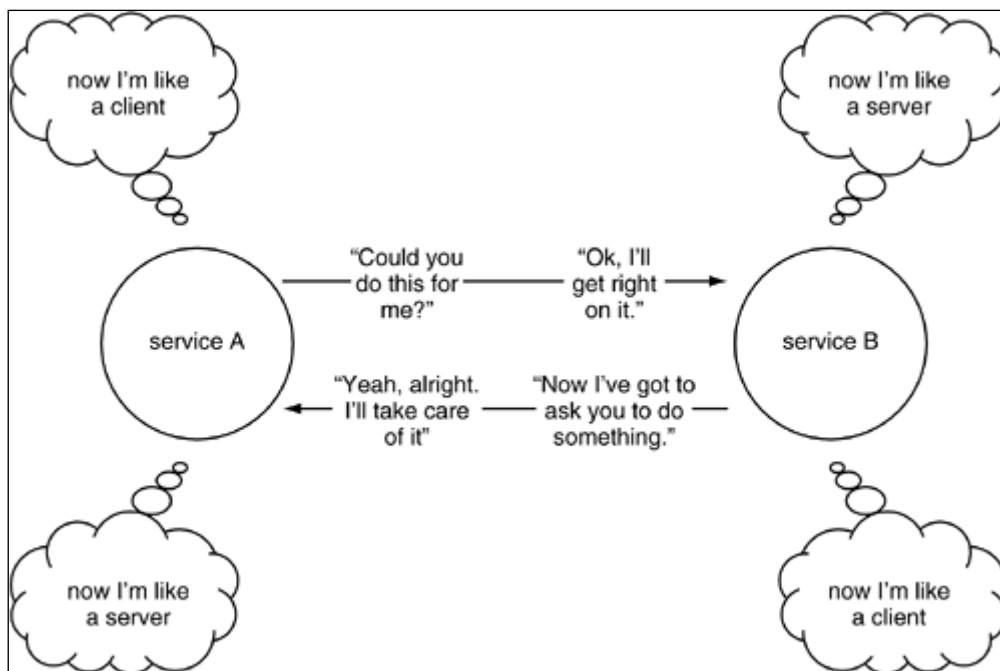 now I'm like
a client
now I'm like
a server
“Could you
do this for
me?”
“Ok, I'll
get right
on it.”
service A
service B
“Yeah, alright.
I'll take care
of it”
“Now I've got to
ask you to do
something.”
now I'm like
a server
now I'm like
a client